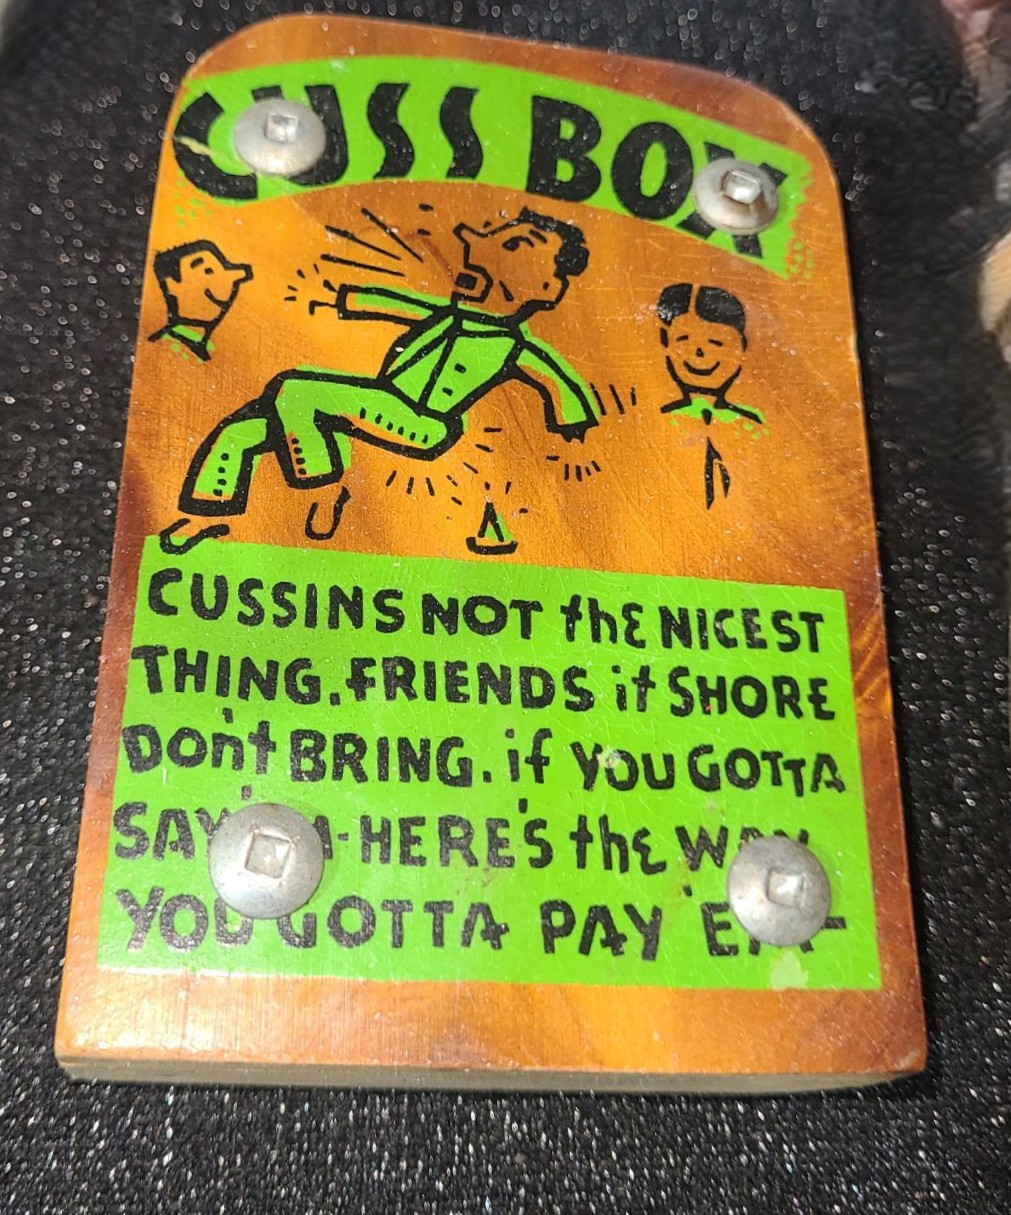 CUSS BOX
CUSSINS NOT thE NICEST
THING. FRIENDS it SHORE
Don't BRING. if YOU GOTTA
HERE'S thE WAY
YOU GOTTA PAY